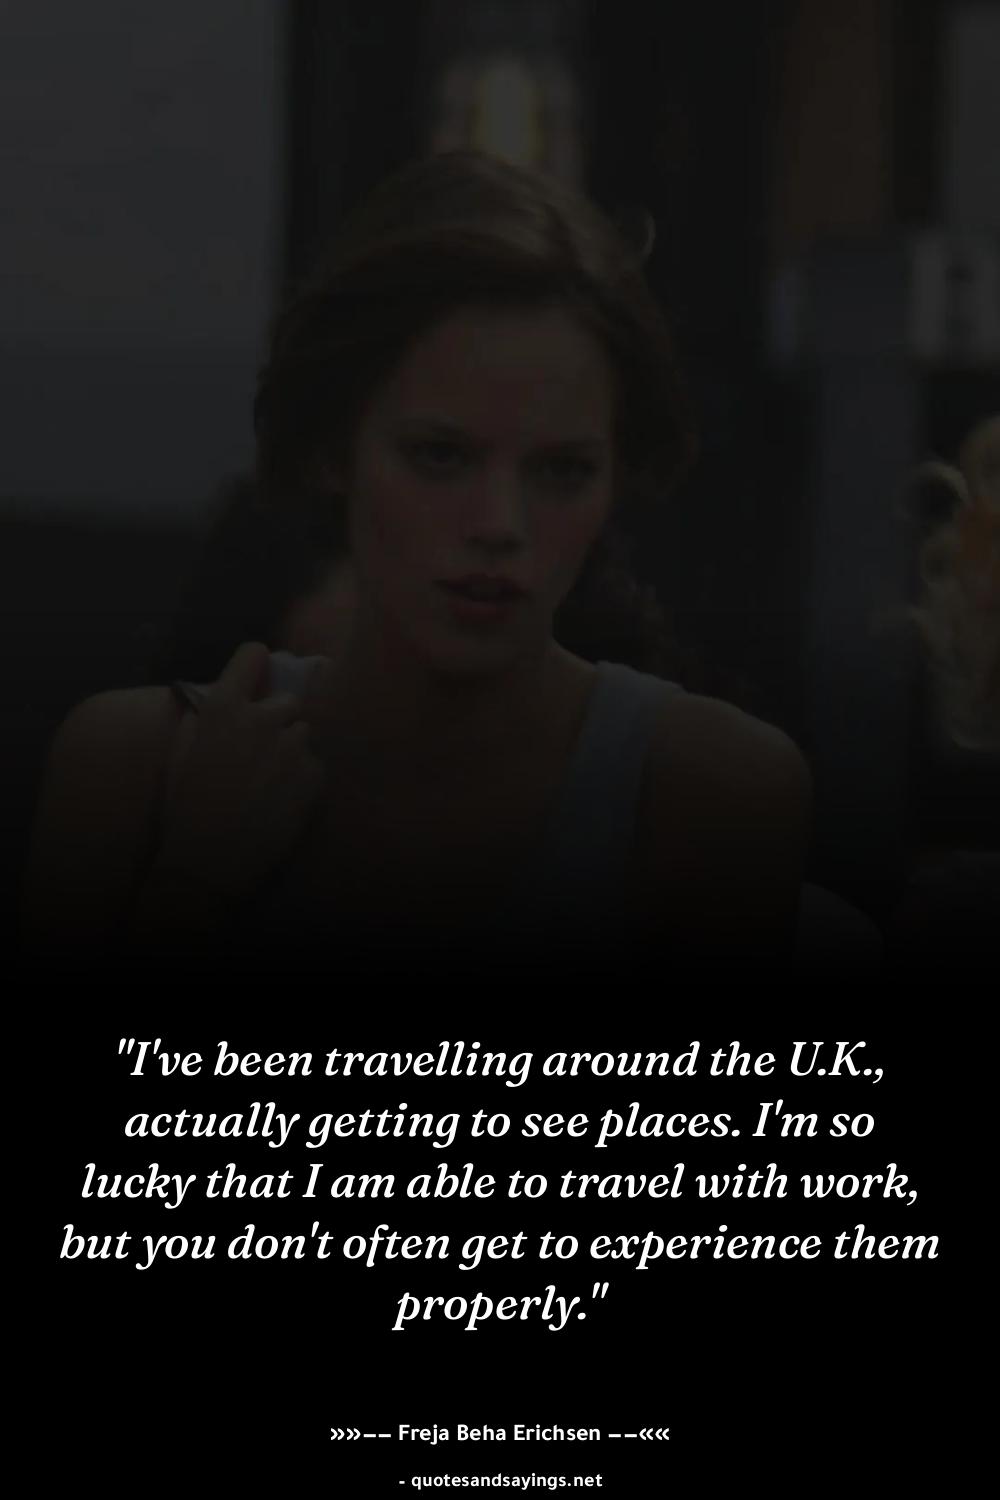 "I've been travelling around the U.K.,
actually getting to see places. I'm so
lucky that I am able to travel with work,
but you don't often get to experience them
properly."
»»−− Freja Beha Erichsen −−««
- quotesandsayings.net